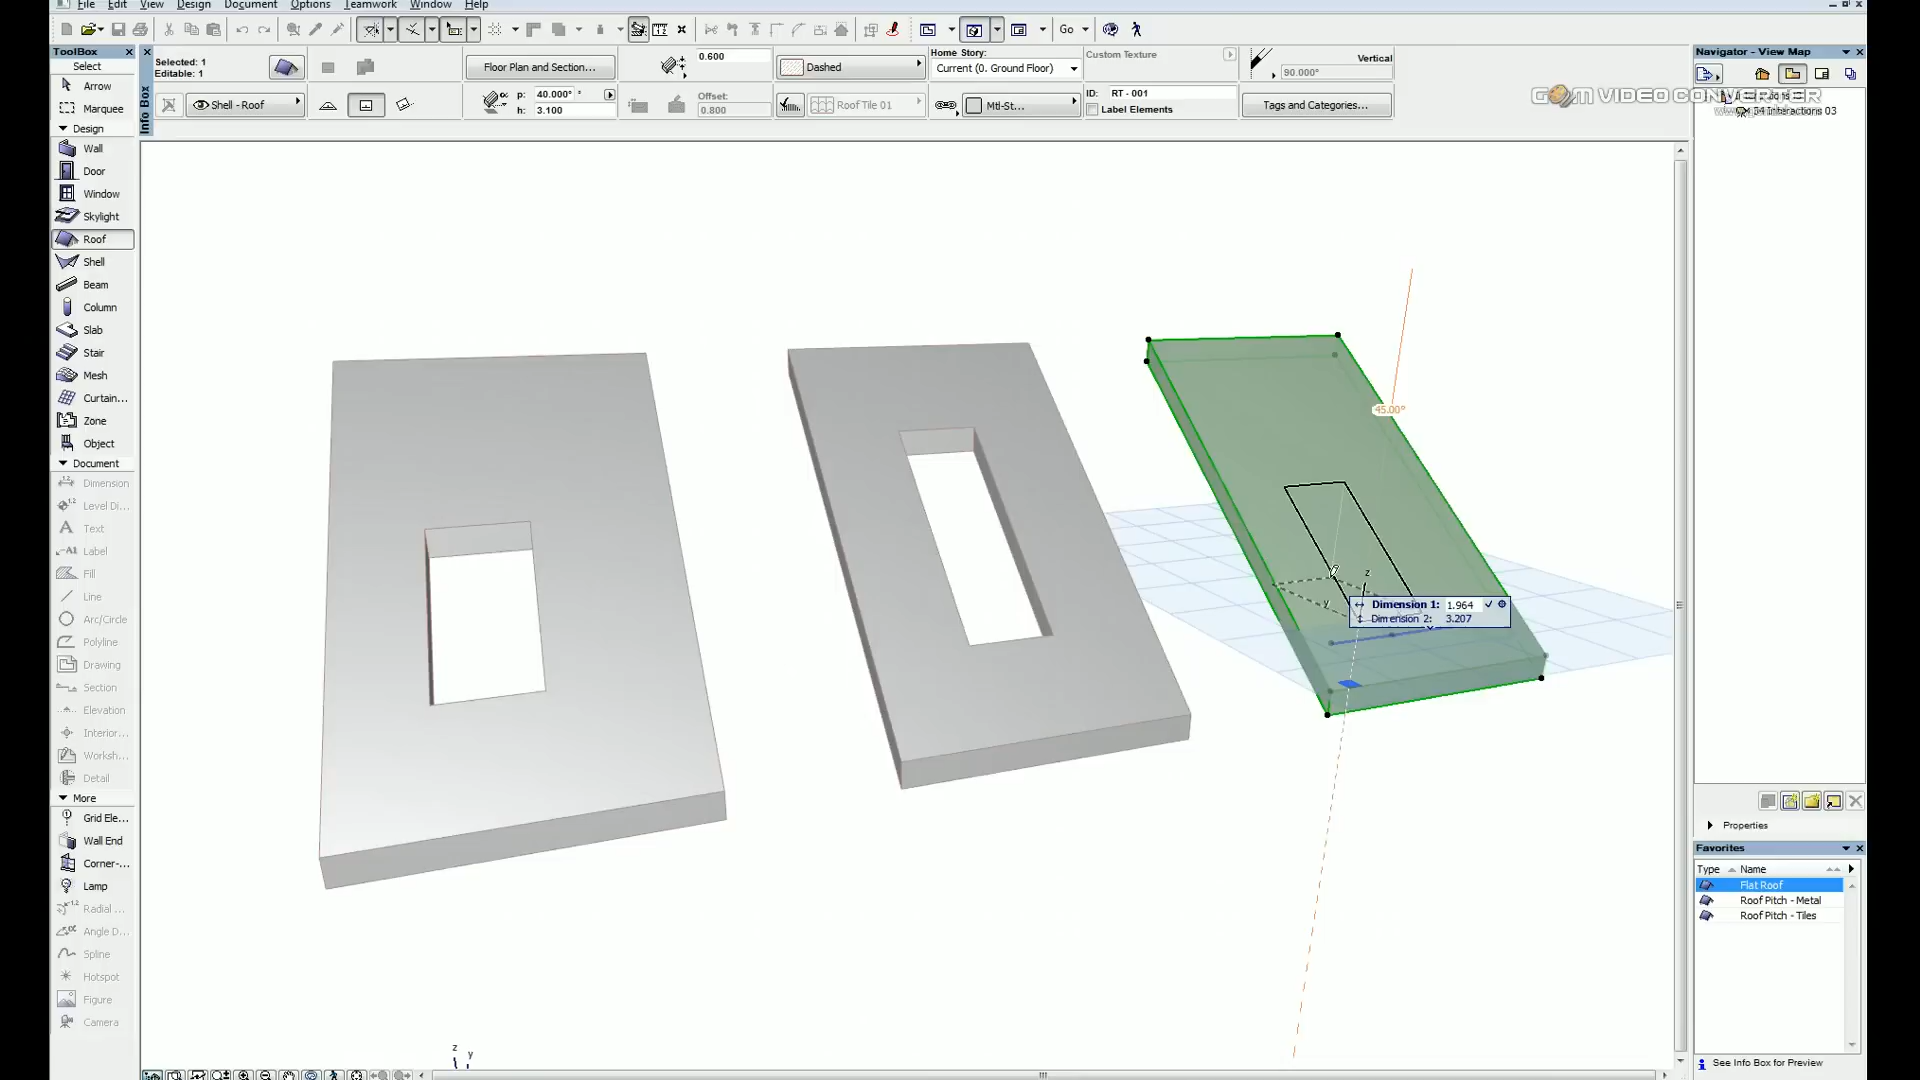 File Edit View Design Document Options Teamwork Window Help
ToolBox
Select
Arrow
Marquee
Design
Wall
Door
Window
Skylight
Roof
Shell
Beam
Column
Slab
Stair
Mesh
Curtain...
Zone
Object
Document
Dimension
Level Di...
Text
Label
Fill
Line
Arc/Circle
Polyline
Drawing
Section
Elevation
Interior...
Worksh...
Detail
More
Grid Ele...
Wall End
Corner-...
Lamp
Radial ...
Angle D...
Spline
Hotspot
Figure
Camera
Info Box
Selected: 1
Editable: 1
Shell - Roof
Floor Plan and Section...
p: 40.000° °
h: 3.100
0.600
Offset:
0.800
Dashed
Roof Tile 01
Home Story:
Current (0. Ground Floor)
Mtl-St...
Custom Texture
ID: RT - 001
Label Elements
Vertical
90.000°
Tags and Categories...
Go
GOM VIDEO CONVERTER
45.00°
z
y
Dimension 1: 1.964
Dimension 2: 3.207
z y
Navigator - View Map
54 Interactions 03
Properties
Favorites
Type Name
Flat Roof
Roof Pitch - Metal
Roof Pitch - Tiles
See Info Box for Preview